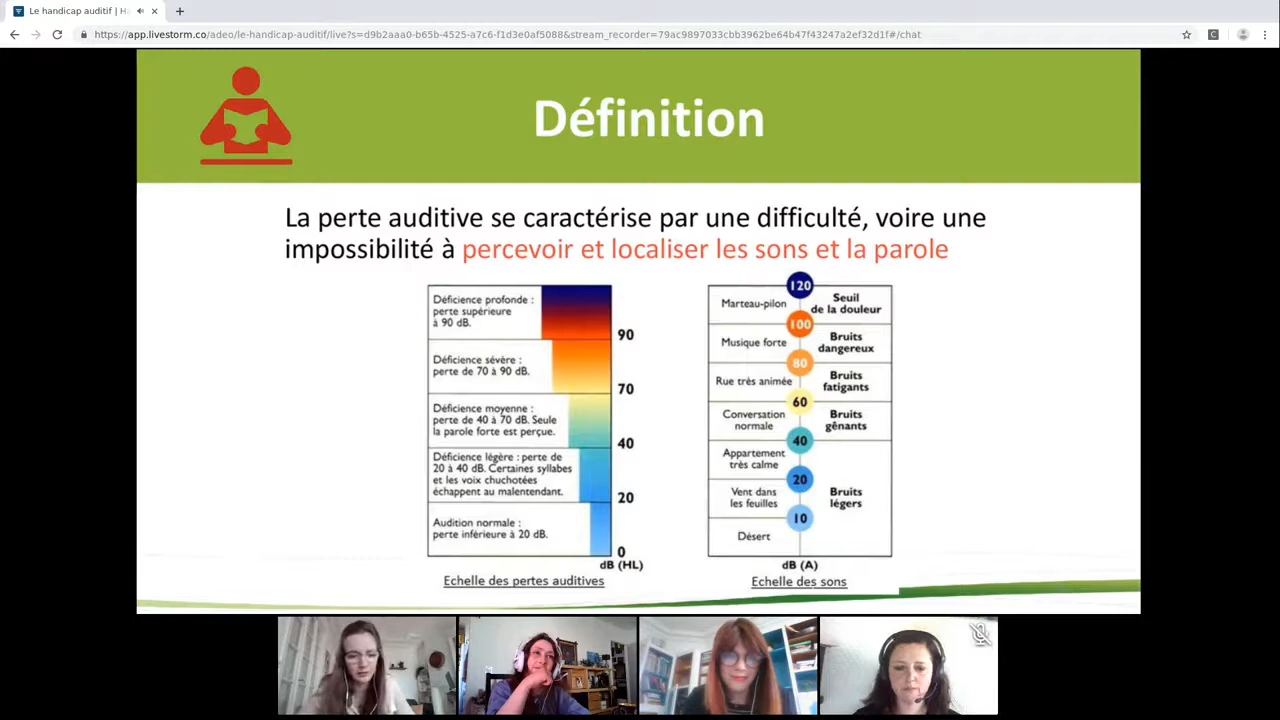 Le handicap auditif | H
https://app.livestorm.co/adeo/le-handicap-auditif/live?s=d9b2aaa0-b65b-4525-a7c6-f1d3e0af5088&stream_recorder=79ac9897033cbb3962be64b47f43247a2ef32d1f#/chat
C
Définition
La perte auditive se caractérise par une difficulté, voire une
impossibilité à percevoir et localiser les sons et la parole
Déficience profonde :
perte supérieure
à 90 dB.
90
Déficience sévère :
perte de 70 à 90 dB.
70
Déficience moyenne :
perte de 40 à 70 dB. Seule
la parole forte est perçue.
40
Déficience légère : perte de
20 à 40 dB. Certaines syllabes
et les voix chuchotées
échappent au malentendant.
20
Audition normale :
perte inférieure à 20 dB.
0
dB (HL)
Echelle des pertes auditives
120
Marteau-pilon
Seuil
de la douleur
100
Musique forte
Bruits
dangereux
80
Rue très animée
Bruits
fatigants
60
Conversation
normale
Bruits
gênants
40
Appartement
très calme
20
Vent dans
les feuilles
Bruits
légers
10
Désert
dB (A)
Echelle des sons